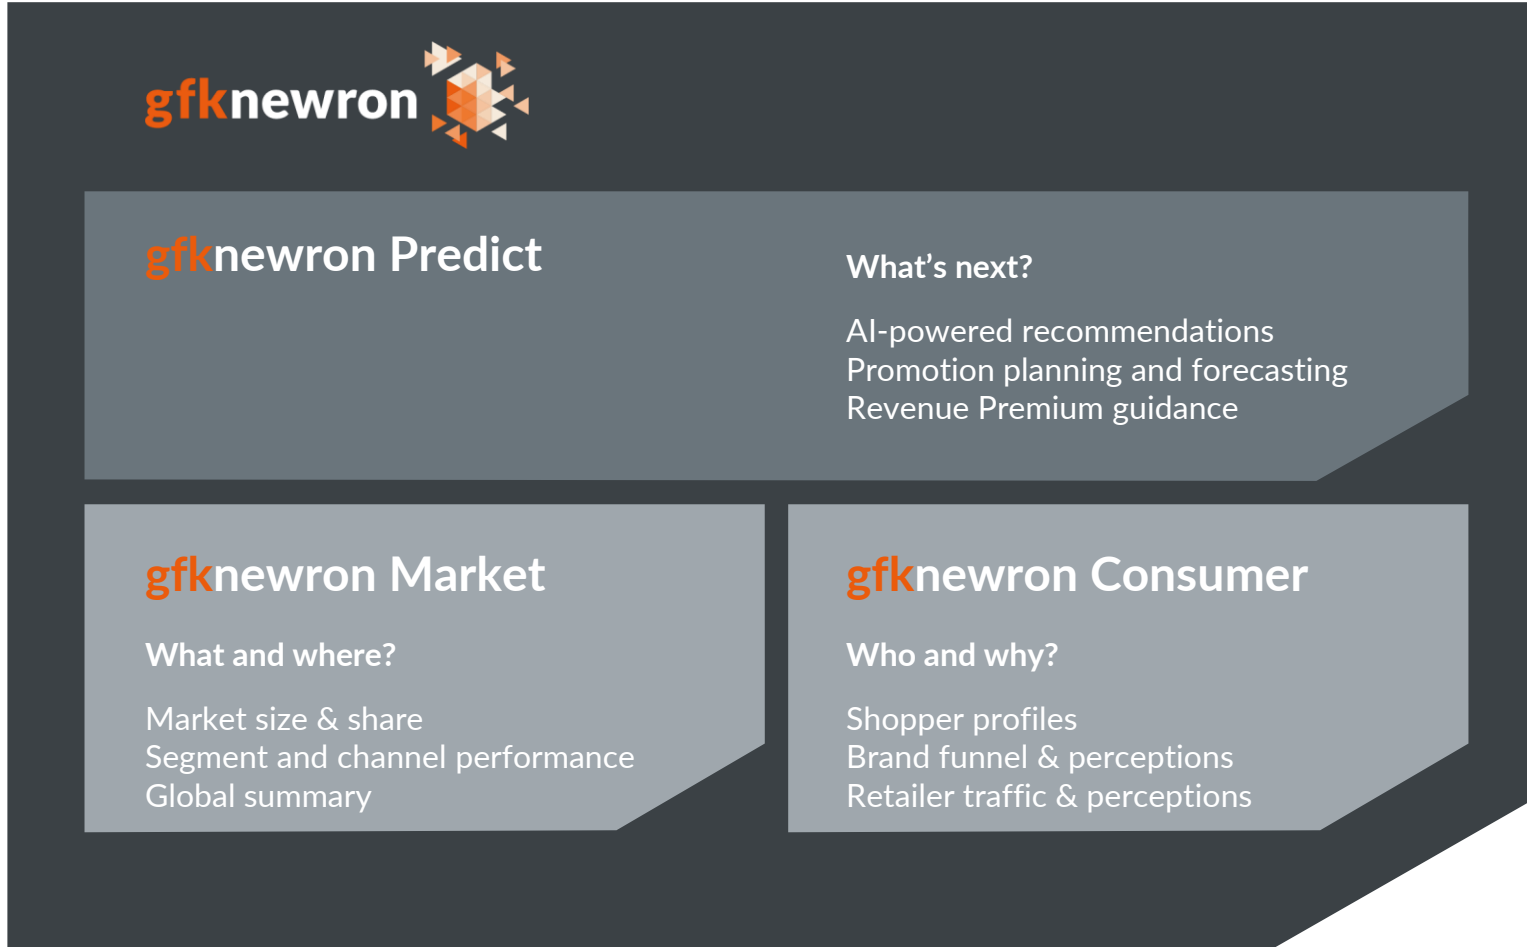 gfknewron
gfknewron Predict
What’s next?
AI-powered recommendations
Promotion planning and forecasting
Revenue Premium guidance
gfknewron Market
What and where?
Market size & share
Segment and channel performance
Global summary
gfknewron Consumer
Who and why?
Shopper profiles
Brand funnel & perceptions
Retailer traffic & perceptions